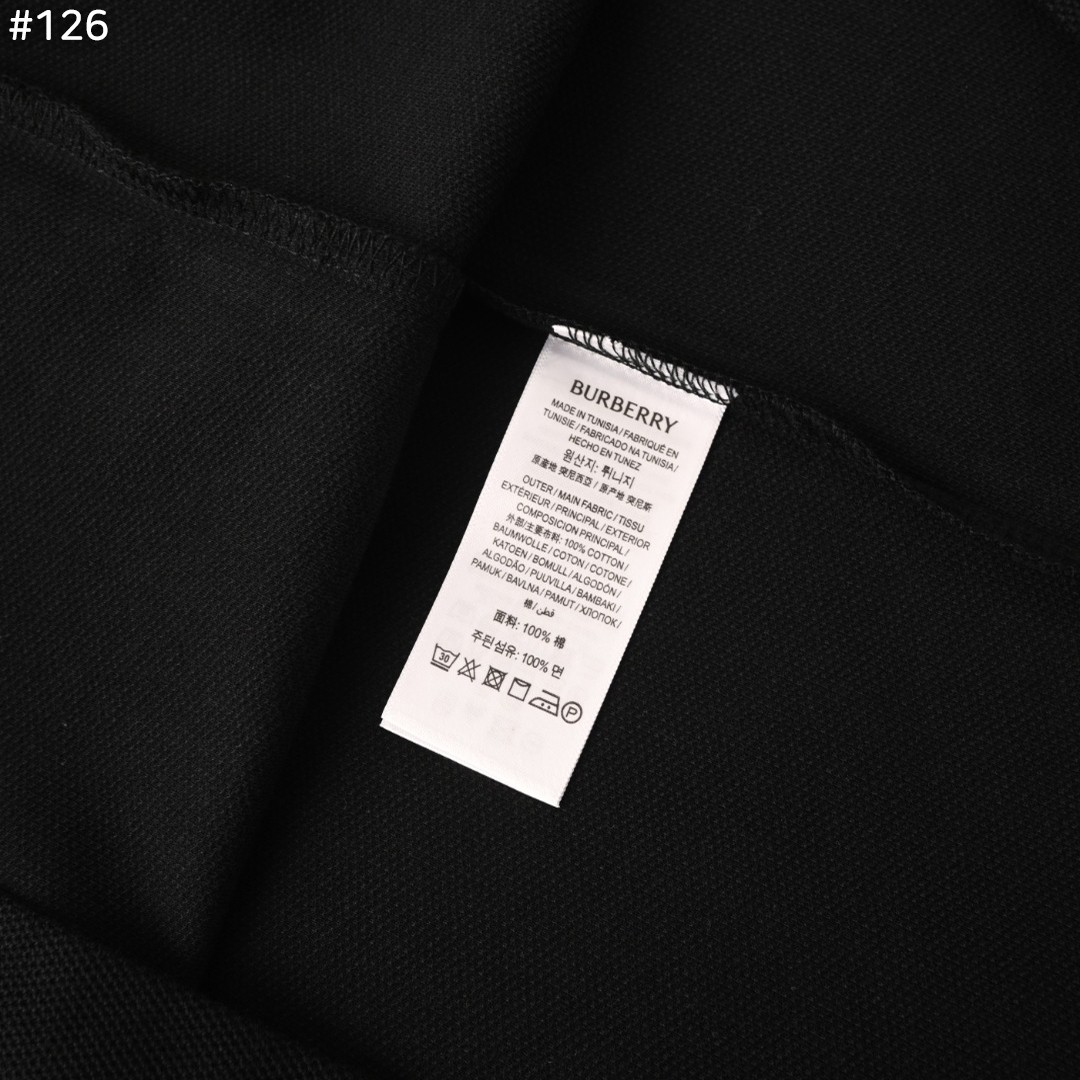 #126
BURBERRY
MADE IN TUNISIA / FABRIQUÉ EN
TUNISIE / FABRICADO NA TUNISIA /
HECHO EN TUNEZ
원산지: 튀니지
原產地 突尼西亞 / 原产地 突尼斯
OUTER / MAIN FABRIC / TISSU
EXTÉRIEUR / PRINCIPAL / EXTERIOR
COMPOSICION PRINCIPAL /
外部/主要布料: 100% COTTON /
BAUMWOLLE / COTON / COTONE /
KATOEN / BOMULL / ALGODÓN /
ALGODÃO / PUUVILLA / BAMBAKI /
PAMUK / BAVLNA / PAMUT / ХЛОПОК /
棉 / قطن
面料: 100% 棉
주된섬유: 100% 면
30
P